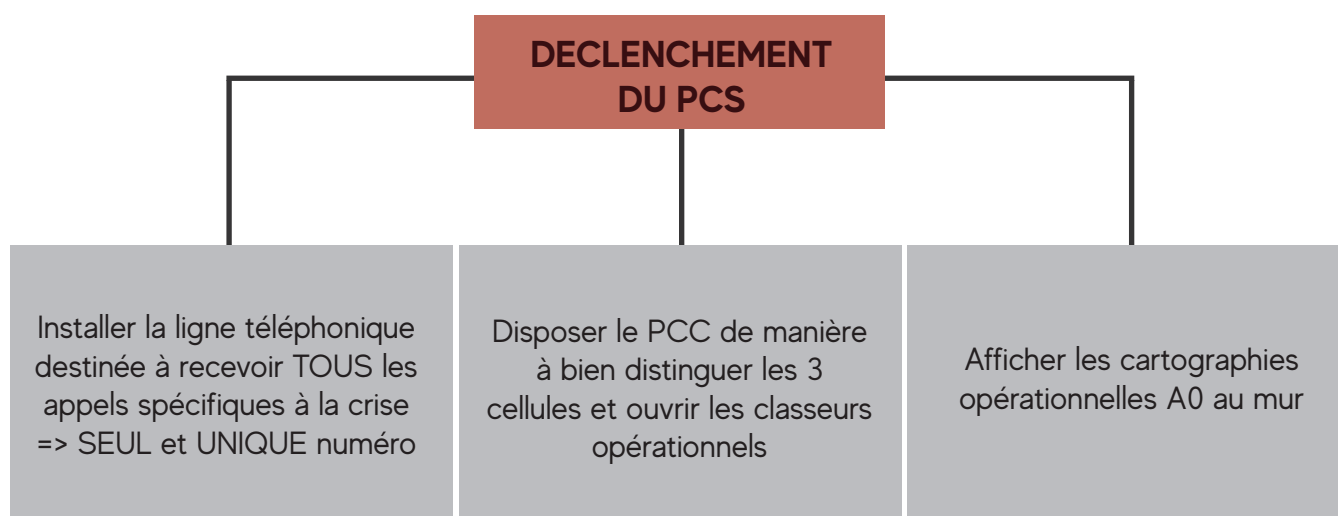 DECLENCHEMENT
DU PCS
Installer la ligne téléphonique
destinée à recevoir TOUS les
appels spécifiques à la crise
=> SEUL et UNIQUE numéro
Disposer le PCC de manière
à bien distinguer les 3
cellules et ouvrir les classeurs
opérationnels
Afficher les cartographies
opérationnelles A0 au mur